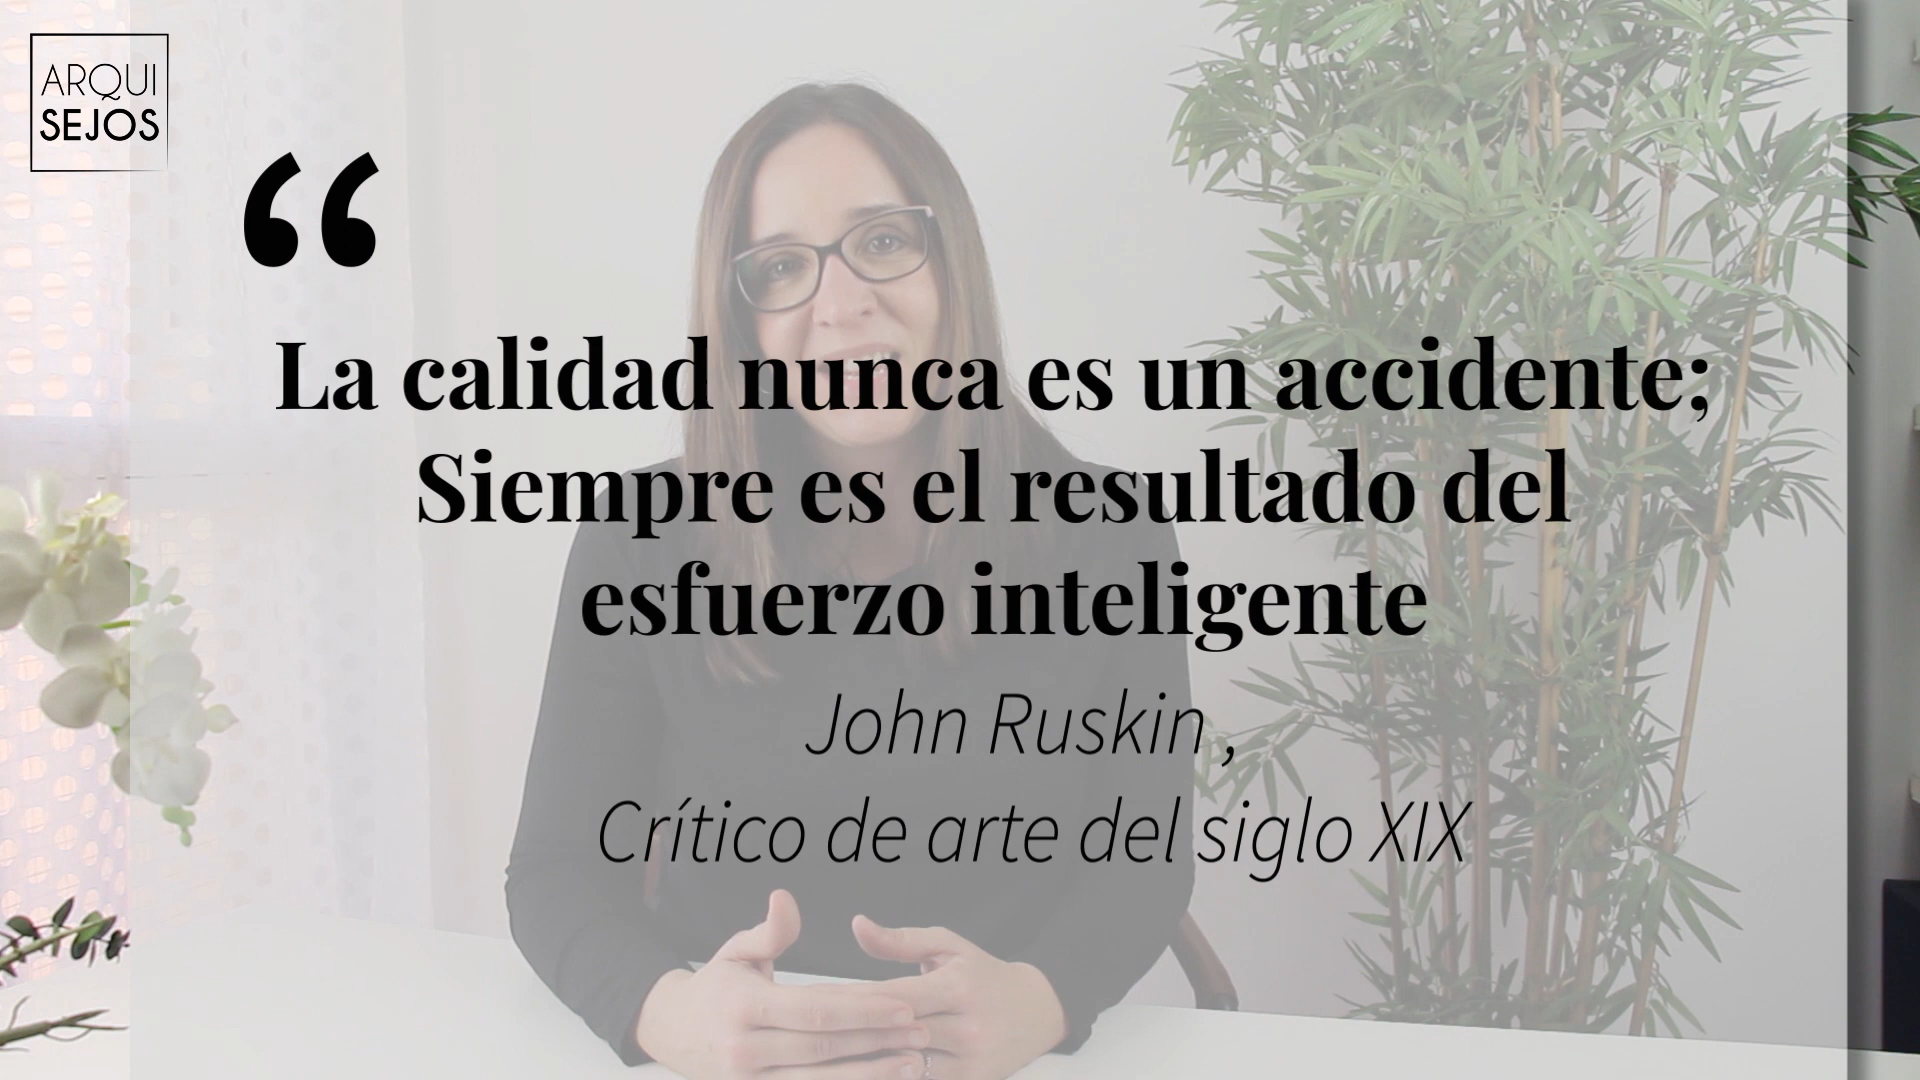 ARQUI
SEJOS
“
La calidad nunca es un accidente;
Siempre es el resultado del
esfuerzo inteligente
John Ruskin ,
Crítico de arte del siglo XIX